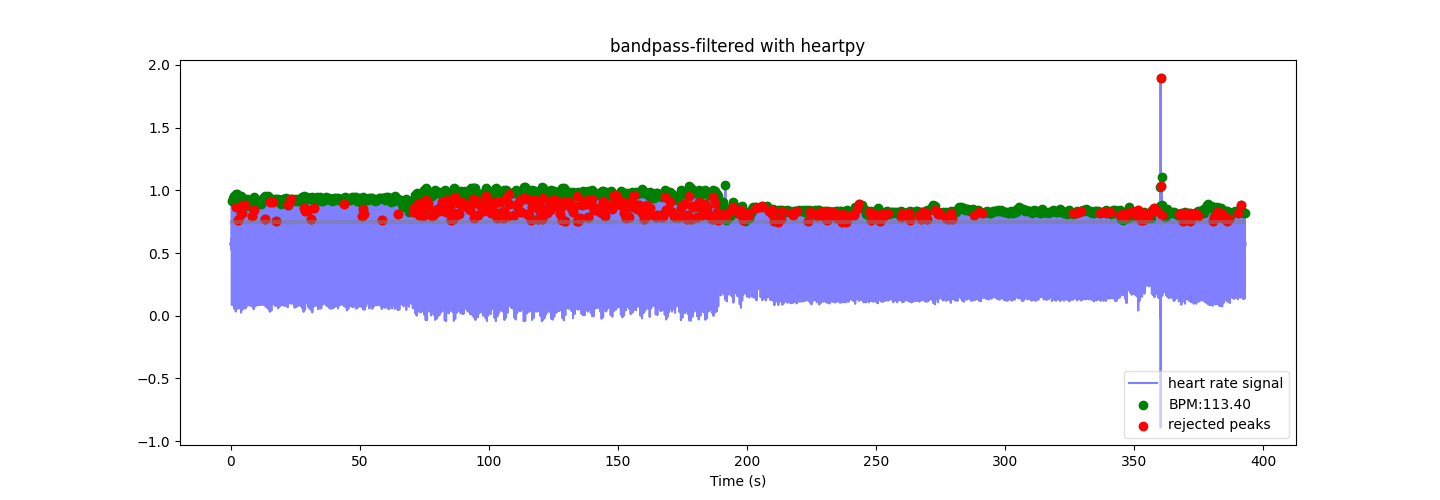 bandpass-filtered with heartpy
2.0
1.5
1.0
0.5
0.0
−0.5
−1.0
heart rate signal
BPM:113.40
rejected peaks
0 50 100 150 200 250 300 350 400
Time (s)